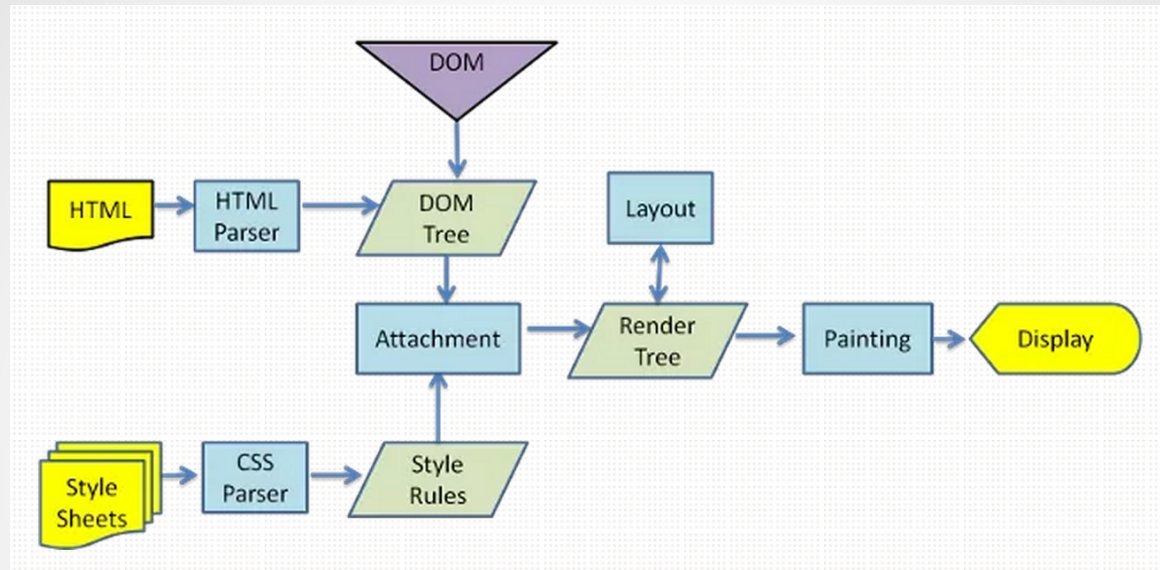 DOM
HTML
HTML
Parser
DOM
Tree
Layout
Attachment
Render
Tree
Painting
Display
Style
Sheets
CSS
Parser
Style
Rules